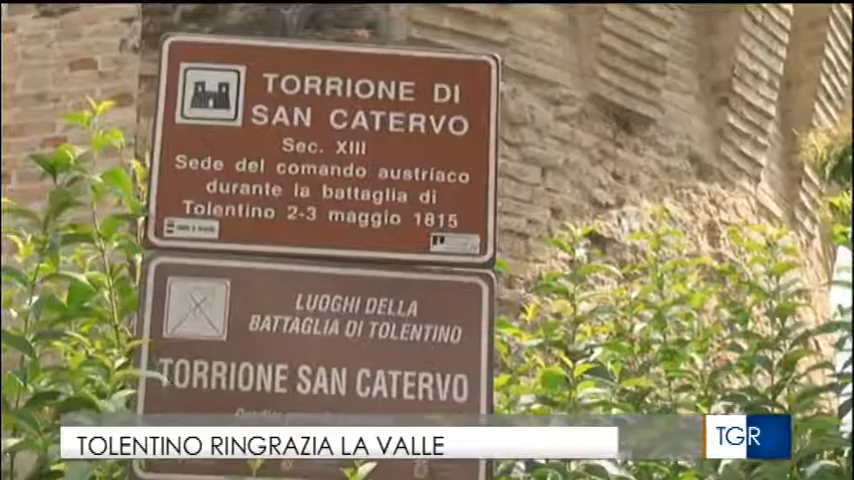 TORRIONE DI
SAN CATERVO
Sec. XIII
Sede del comando austriaco
durante la battaglia di
Tolentino 2-3 maggio 1815
LUOGHI DELLA
BATTAGLIA DI TOLENTINO
TORRIONE SAN CATERVO
TOLENTINO RINGRAZIA LA VALLE
TGR